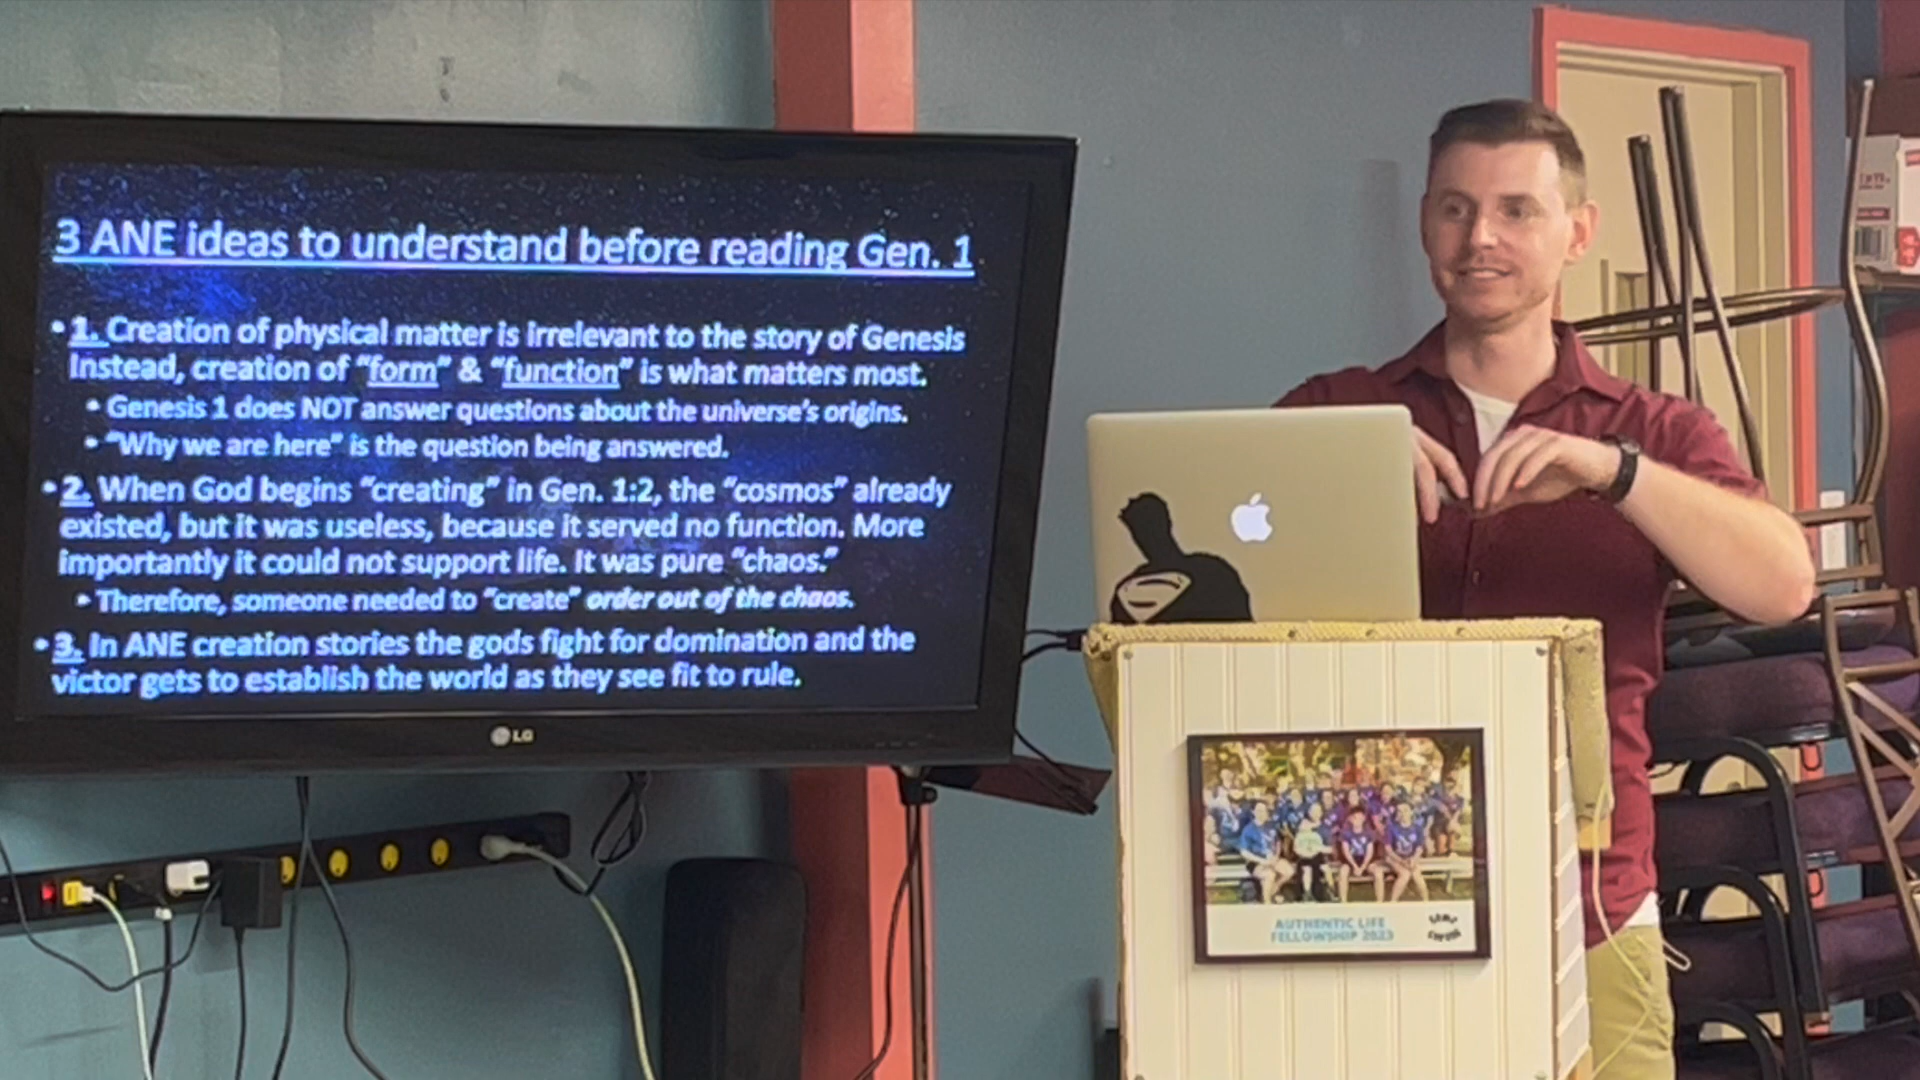 3 ANE ideas to understand before reading Gen. 1
• 1. Creation of physical matter is irrelevant to the story of Genesis
Instead, creation of “form” & “function” is what matters most.
• Genesis 1 does NOT answer questions about the universe’s origins.
• “Why we are here” is the question being answered.
• 2. When God begins “creating” in Gen. 1:2, the “cosmos” already
existed, but it was useless, because it served no function. More
importantly it could not support life. It was pure “chaos.”
• Therefore, someone needed to “create” order out of the chaos.
• 3. In ANE creation stories the gods fight for domination and the
victor gets to establish the world as they see fit to rule.
LG
AUTHENTIC LIFE
FELLOWSHIP 2023